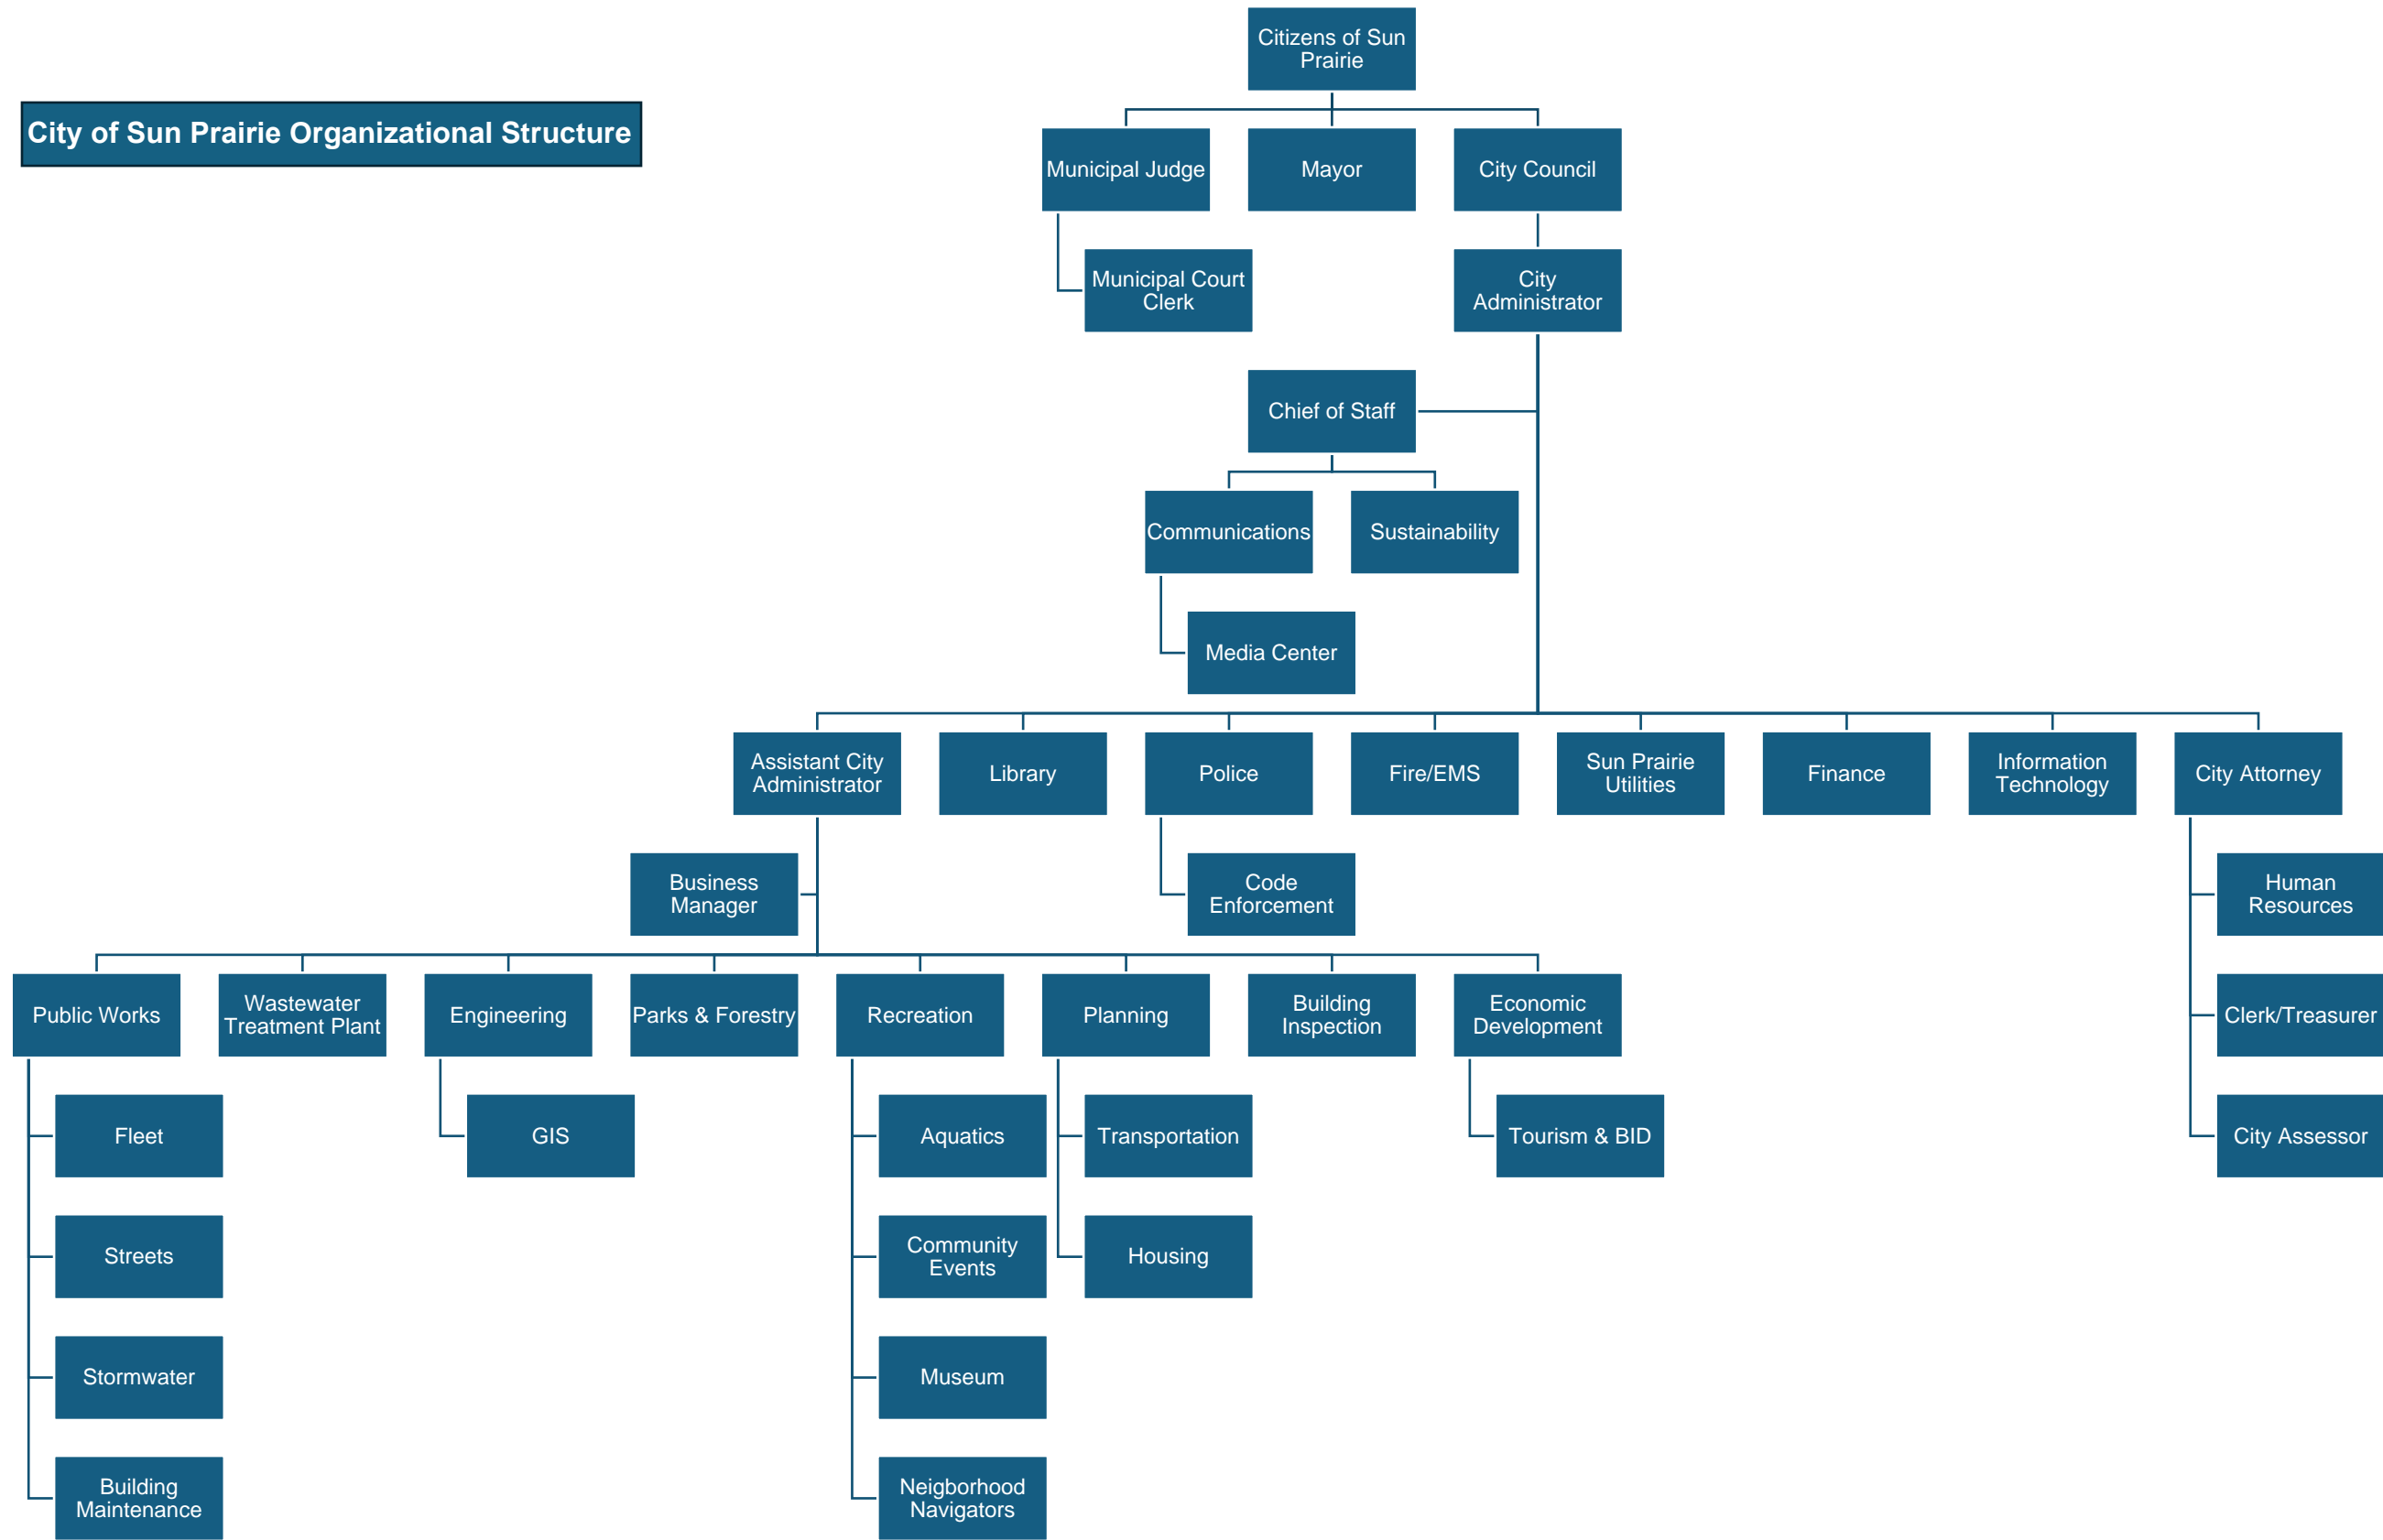 Citizens of Sun
Prairie
City of Sun Prairie Organizational Structure
Municipal Judge
Mayor
City Council
Municipal Court
Clerk
City
Administrator
Chief of Staff
Communications
Sustainability
Media Center
Assistant City
Administrator
Library
Police
Fire/EMS
Sun Prairie
Utilities
Finance
Information
Technology
City Attorney
Business
Manager
Code
Enforcement
Human
Resources
Public Works
Wastewater
Treatment Plant
Engineering
Parks & Forestry
Recreation
Planning
Building
Inspection
Economic
Development
Clerk/Treasurer
Fleet
GIS
Aquatics
Transportation
Tourism & BID
City Assessor
Streets
Community
Events
Housing
Stormwater
Museum
Building
Maintenance
Neigborhood
Navigators